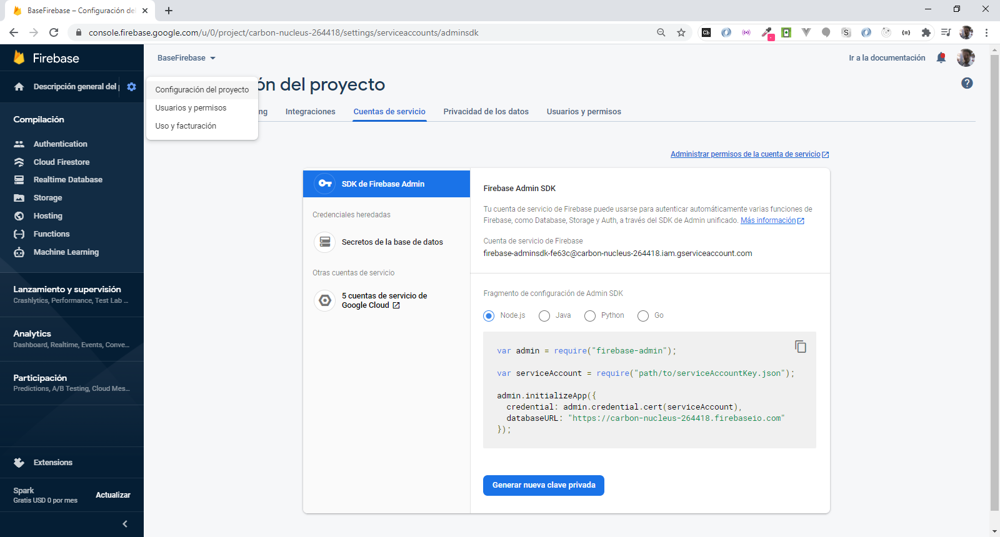 BaseFirebase – Configuración del
console.firebase.google.com/u/0/project/carbon-nucleus-264418/settings/serviceaccounts/adminsdk
Firebase
BaseFirebase
Ir a la documentación
Descripción general del
Configuración del proyecto
Usuarios y permisos
Uso y facturación
ón del proyecto
ng
Integraciones
Cuentas de servicio
Privacidad de los datos
Usuarios y permisos
Compilación
Authentication
Cloud Firestore
Realtime Database
Storage
Hosting
Functions
Machine Learning
Lanzamiento y supervisión
Crashlytics, Performance, Test Lab ...
Analytics
Dashboard, Realtime, Events, Conve...
Participación
Predictions, A/B Testing, Cloud Mes...
Extensions
Spark
Gratis USD 0 por mes
Actualizar
Administrar permisos de la cuenta de servicio
SDK de Firebase Admin
Credenciales heredadas
Secretos de la base de datos
Otras cuentas de servicio
5 cuentas de servicio de
Google Cloud
Firebase Admin SDK
Tu cuenta de servicio de Firebase puede usarse para autenticar automáticamente varias funciones de
Firebase, como Database, Storage y Auth, a través del SDK de Admin unificado. Más información
Cuenta de servicio de Firebase
firebase-adminsdk-fe63c@carbon-nucleus-264418.iam.gserviceaccount.com
Fragmento de configuración de Admin SDK
Node.js
Java
Python
Go
var admin = require("firebase-admin");
var serviceAccount = require("path/to/serviceAccountKey.json");
admin.initializeApp({
credential: admin.credential.cert(serviceAccount),
databaseURL: "https://carbon-nucleus-264418.firebaseio.com"
});
Generar nueva clave privada